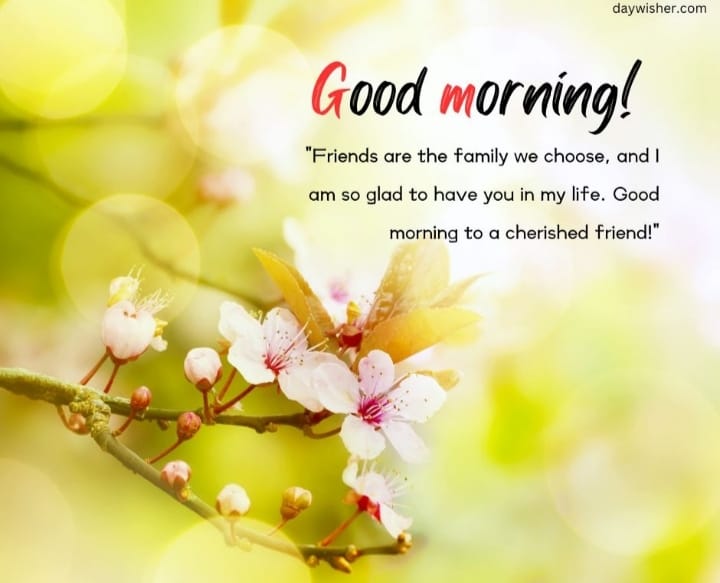 daywisher.com
Good morning!
"Friends are the family we choose, and I
am so glad to have you in my life. Good
morning to a cherished friend!"